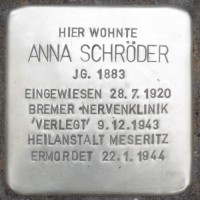 HIER WOHNTE
ANNA SCHRÖDER
JG. 1883
EINGEWIESEN 28.7.1920
BREMER NERVENKLINIK
'VERLEGT' 9.12.1943
HEILANSTALT MESERITZ
ERMORDET 22.1.1944